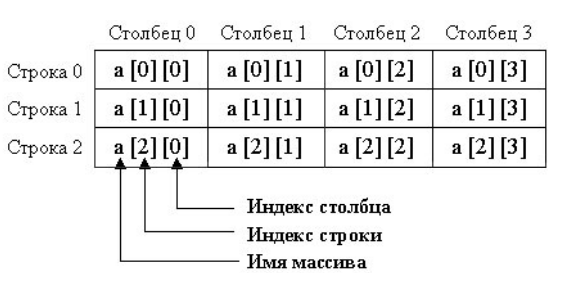 Столбец 0 Столбец 1 Столбец 2 Столбец 3
Строка 0 a [0][0] a [0][1] a [0][2] a [0][3]
Строка 1 a [1][0] a [1][1] a [1][2] a [1][3]
Строка 2 a [2][0] a [2][1] a [2][2] a [2][3]
Индекс столбца
Индекс строки
Имя массива